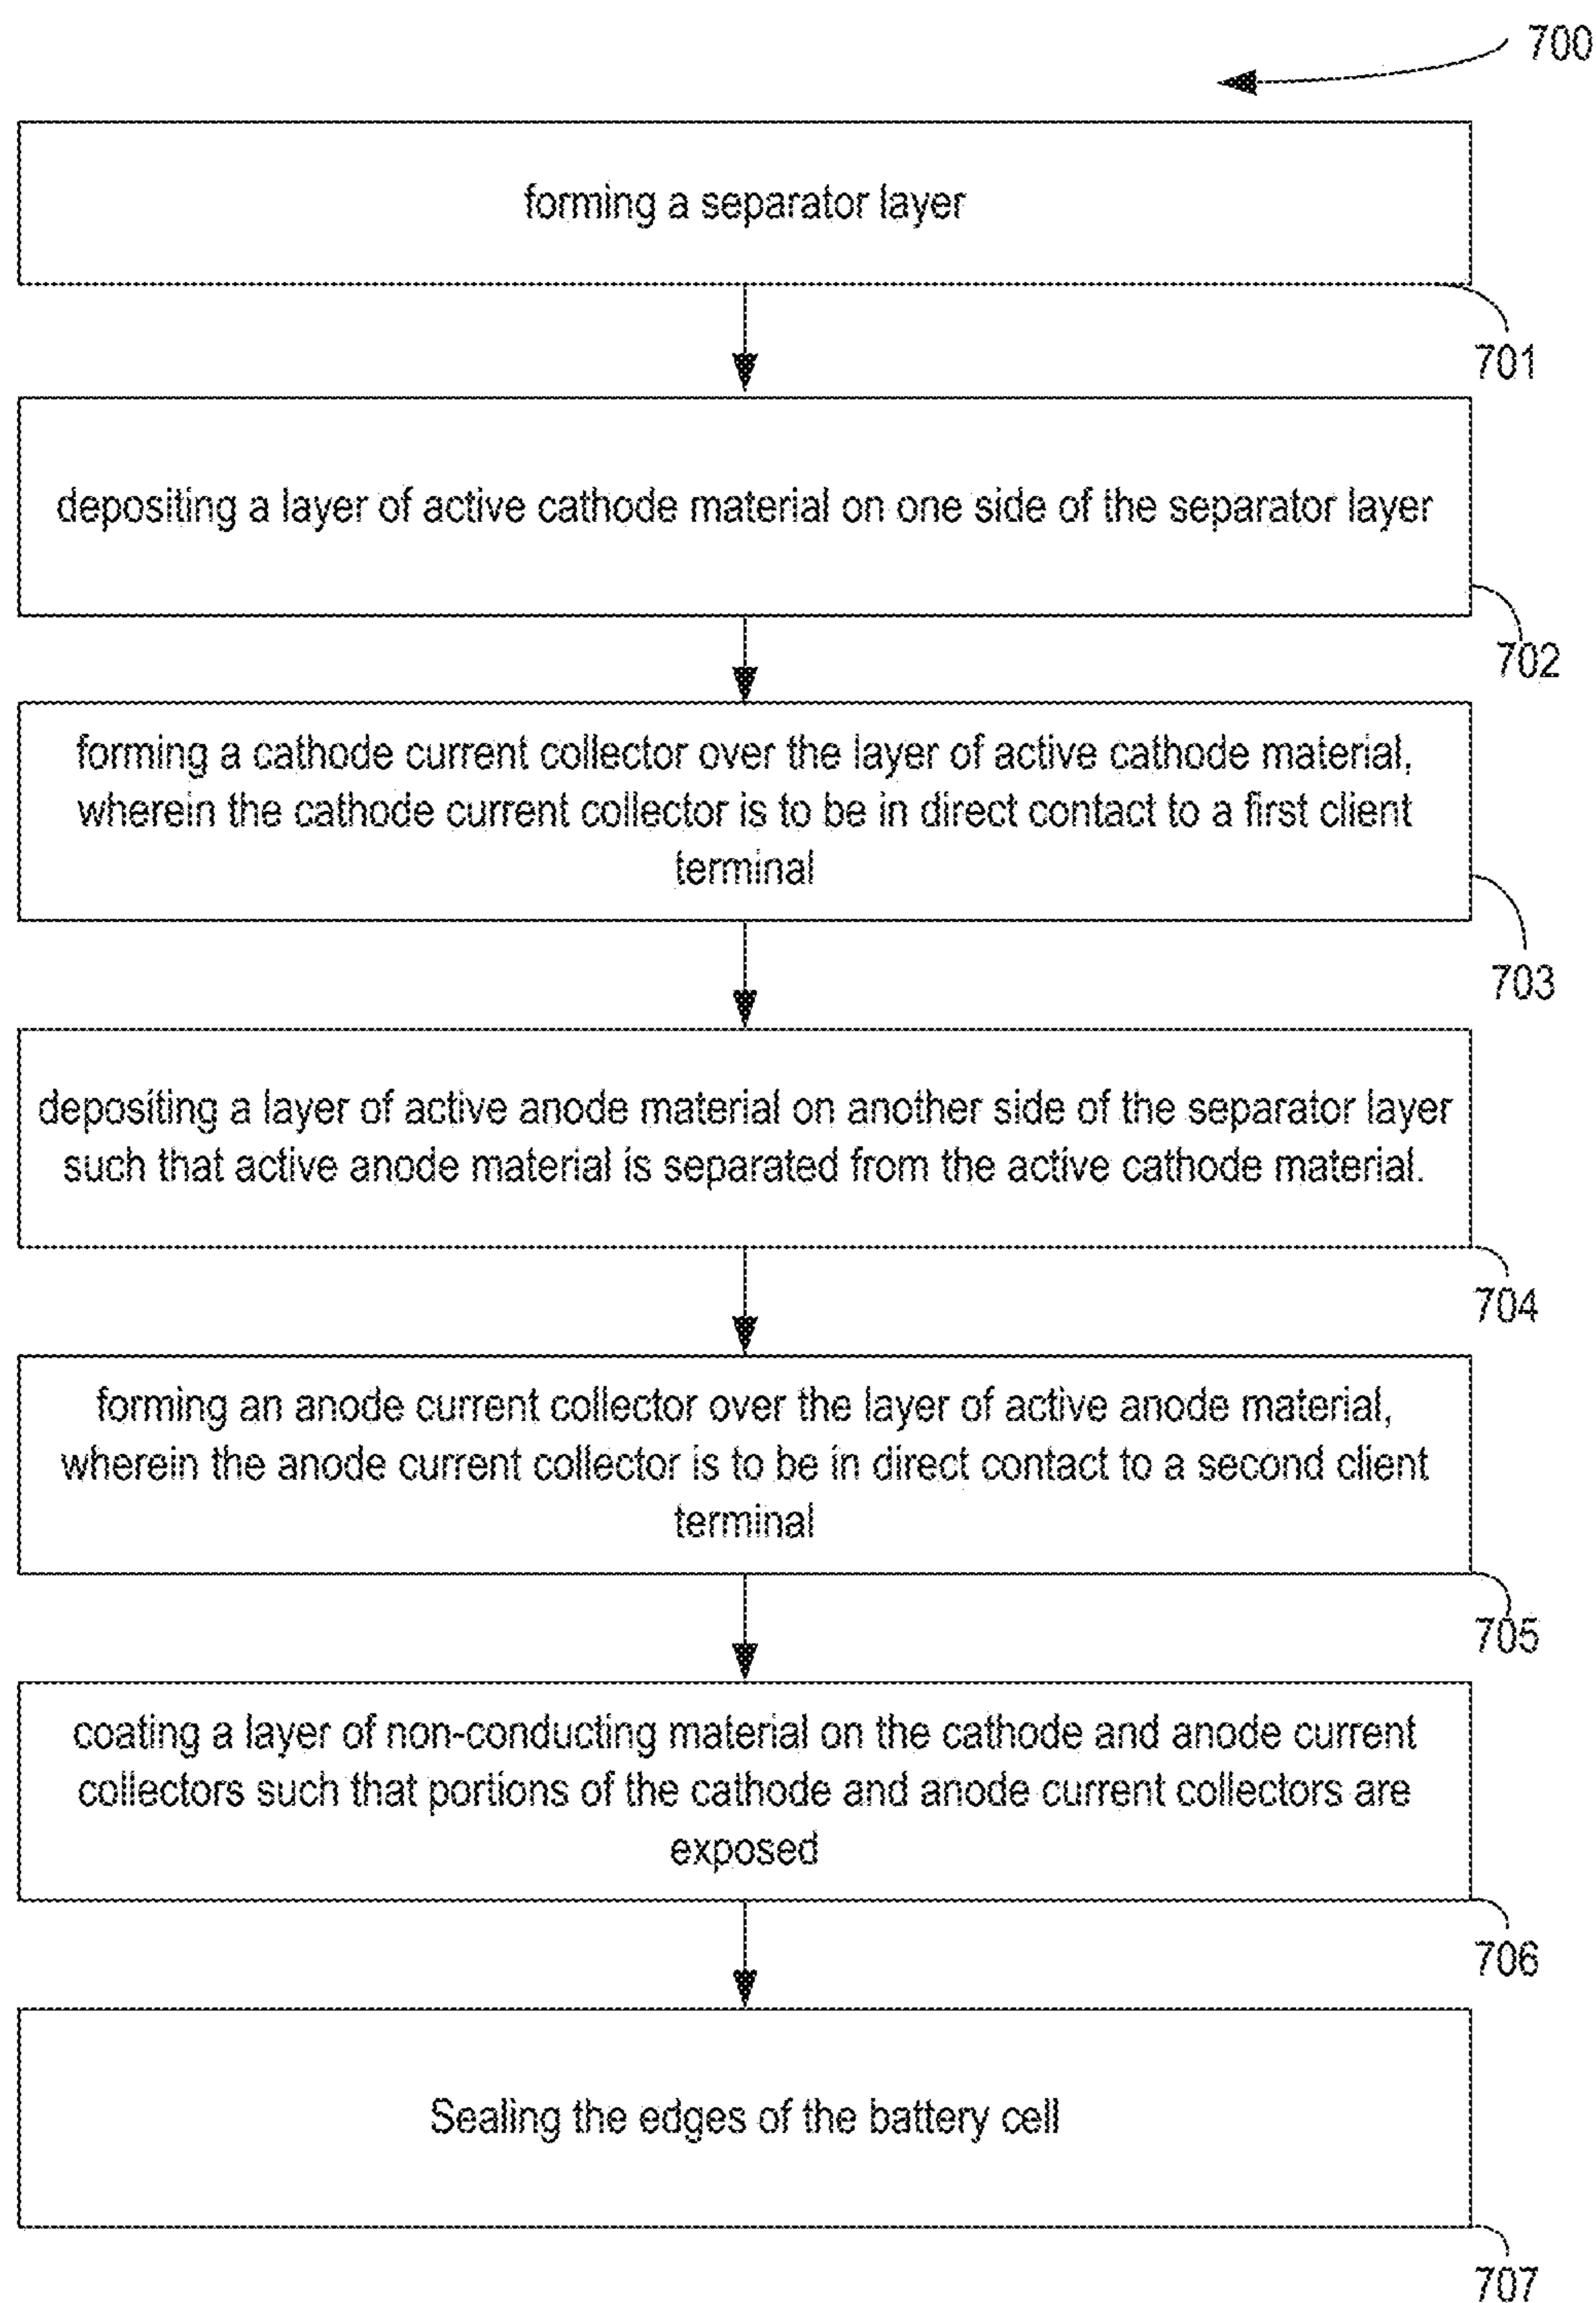 700
forming a separator layer
701
depositing a layer of active cathode material on one side of the separator layer
702
forming a cathode current collector over the layer of active cathode material,
wherein the cathode current collector is to be in direct contact to a first client
terminal
703
depositing a layer of active anode material on another side of the separator layer
such that active anode material is separated from the active cathode material.
704
forming an anode current collector over the layer of active anode material,
wherein the anode current collector is to be in direct contact to a second client
terminal
705
coating a layer of non-conducting material on the cathode and anode current
collectors such that portions of the cathode and anode current collectors are
exposed
706
Sealing the edges of the battery cell
707